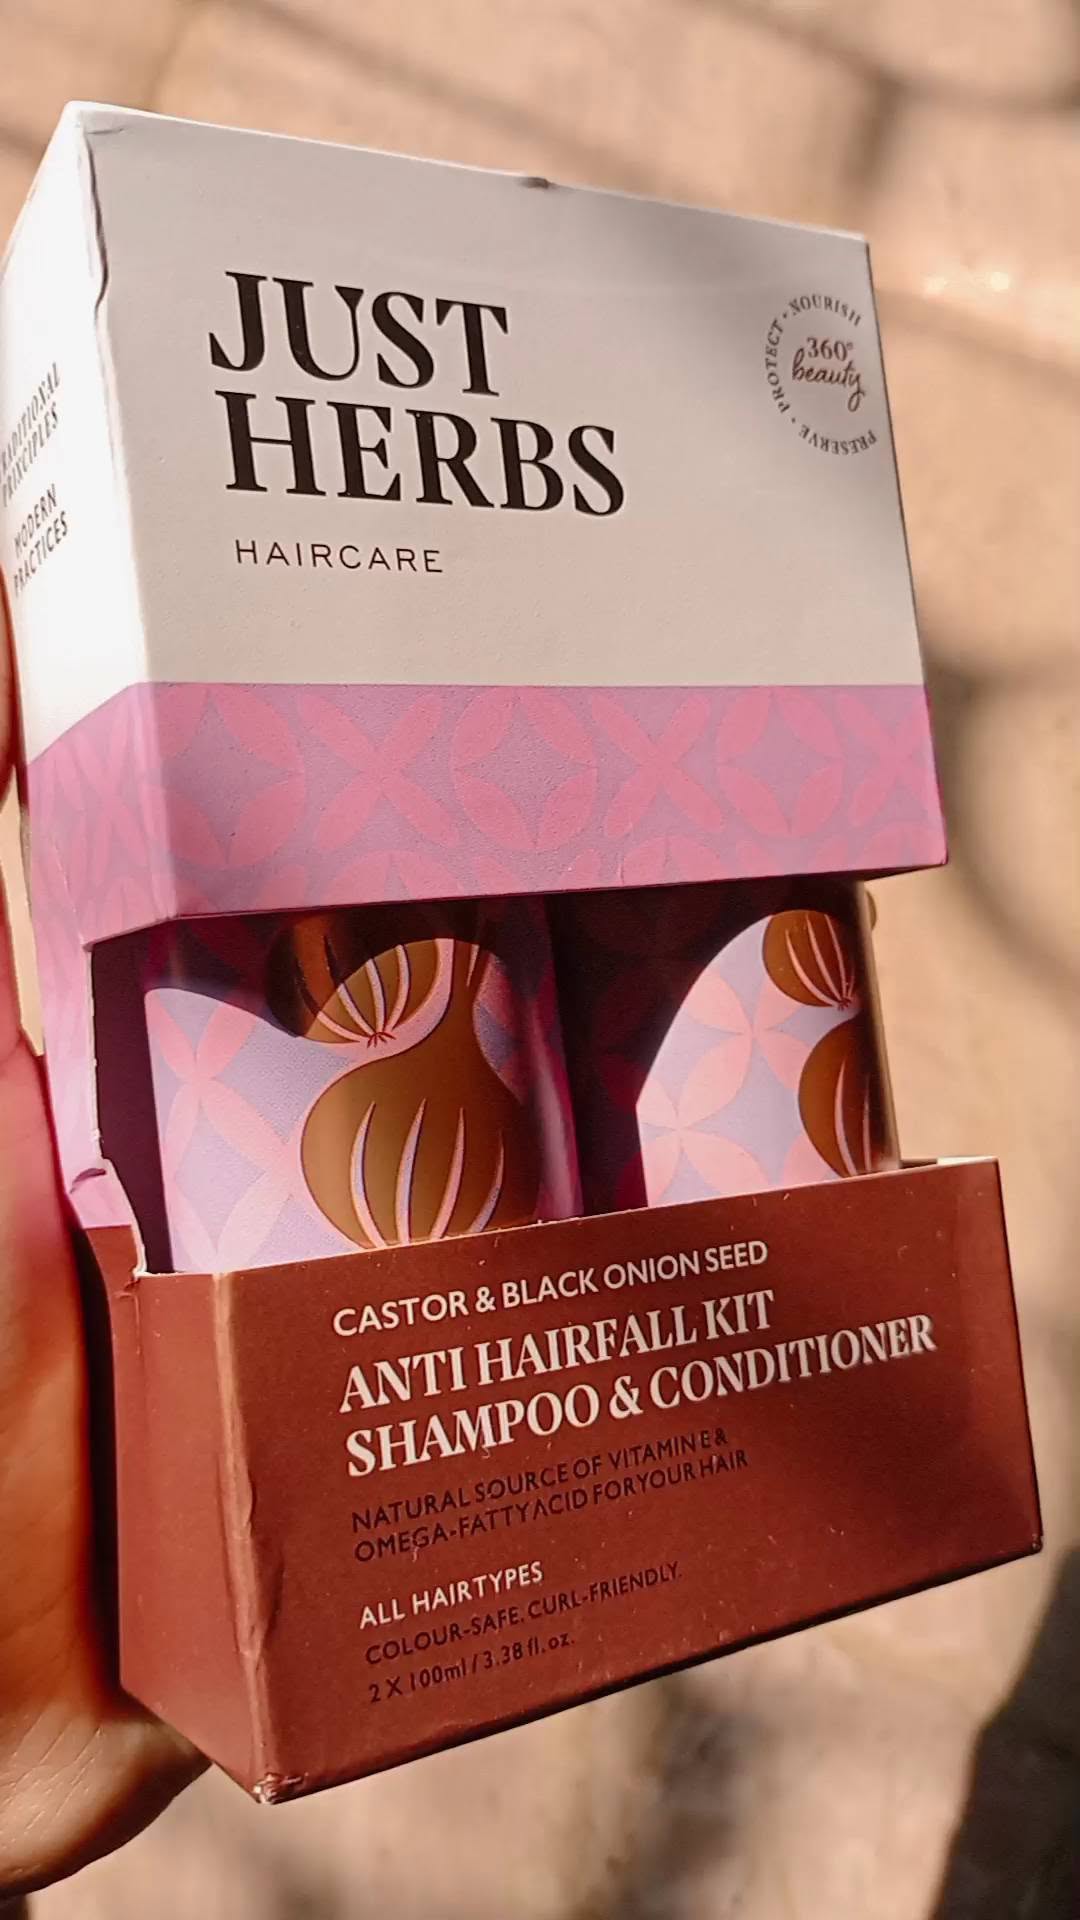 JUST
HERBS
HAIRCARE
NOURISH • PROTECT • PRESERVE
360°
beauty
TRADITIONAL
PRINCIPLES
MODERN
PRACTICES
CASTOR & BLACK ONION SEED
ANTI HAIRFALL KIT
SHAMPOO & CONDITIONER
NATURAL SOURCE OF VITAMIN E &
OMEGA-FATTY ACID FOR YOUR HAIR
ALL HAIR TYPES
COLOUR-SAFE. CURL-FRIENDLY.
2 X 100ml / 3.38 fl. oz.